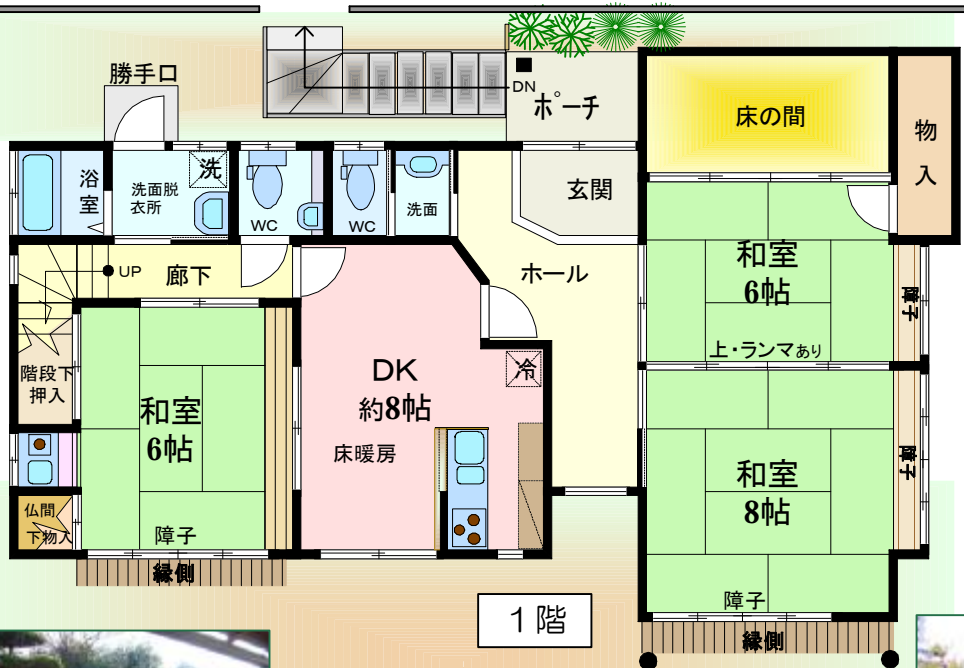 勝手口
DN
ポーチ
床の間
物入
浴室
洗面脱
衣所
洗
WC
WC
洗面
玄関
UP
廊下
ホール
和室
6帖
障子
上・ランマあり
階段下
押入
和室
6帖
DK
約8帖
床暖房
冷
和室
8帖
障子
仏間
下物入
障子
縁側
障子
縁側
1階